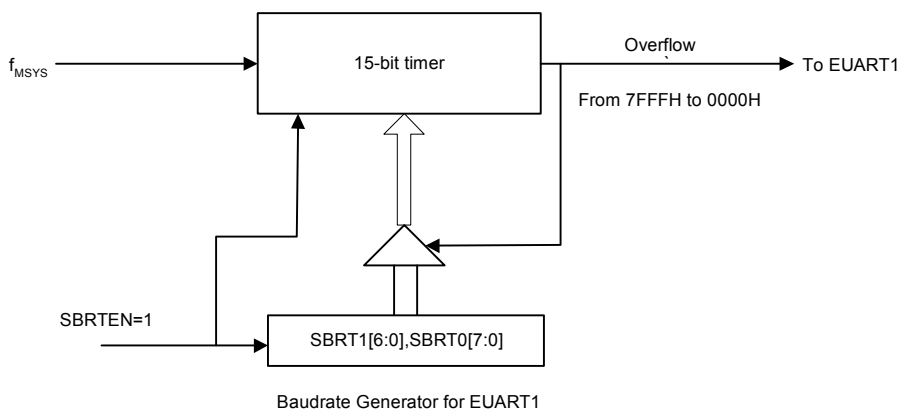 Overflow
f_MSYS
15-bit timer
To EUART1
From 7FFFH to 0000H
SBRTEN=1
SBRT1[6:0],SBRT0[7:0]
Baudrate Generator for EUART1